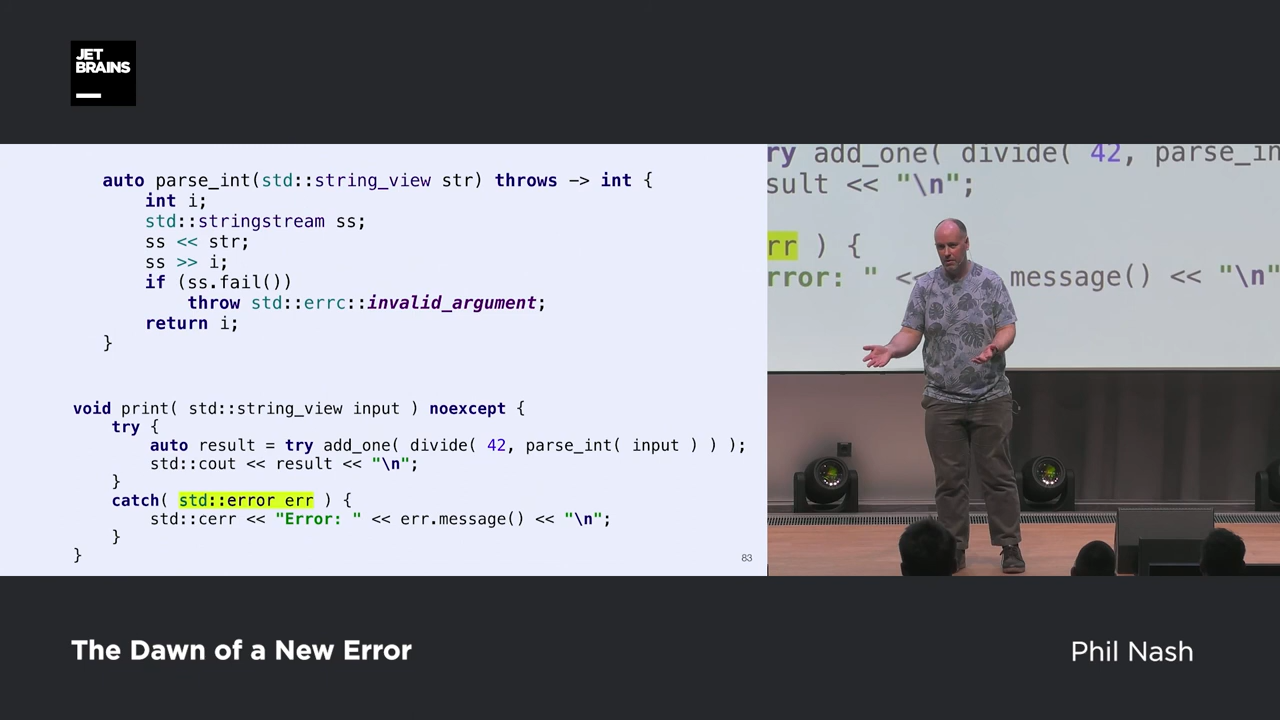 JET
BRAINS
auto parse_int(std::string_view str) throws -> int {
int i;
std::stringstream ss;
ss << str;
ss >> i;
if (ss.fail())
throw std::errc::invalid_argument;
return i;
}
void print( std::string_view input ) noexcept {
try {
auto result = try add_one( divide( 42, parse_int( input ) ) );
std::cout << result << "\n";
}
catch( std::error err ) {
std::cerr << "Error: " << err.message() << "\n";
}
}
83
ry add_one( divide( 42, parse_in
sult << "\n";
rr ) {
rror: " << message() << "\n"
The Dawn of a New Error
Phil Nash